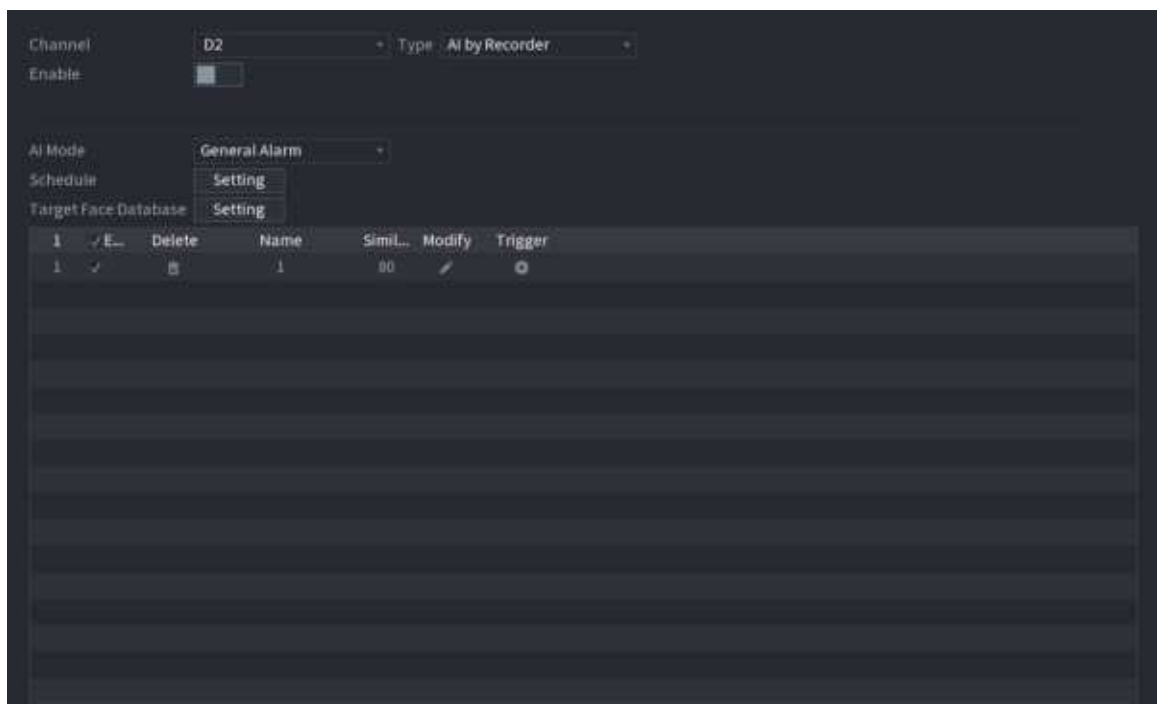 Channel D2 Type AI by Recorder
Enable
AI Mode General Alarm
Schedule Setting
Target Face Database Setting
1 E... Delete Name Simil... Modify Trigger
1 1 80